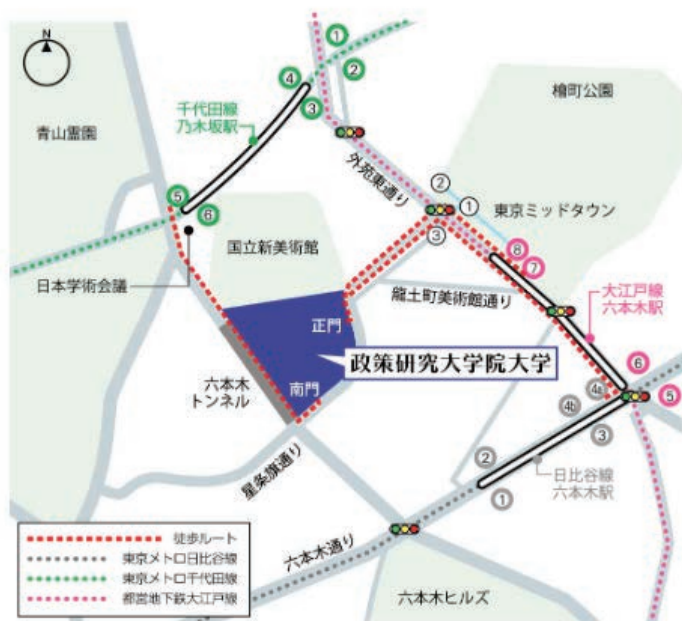 N
①
②
④
③
千代田線
乃木坂駅
檜町公園
青山霊園
外苑東通り
②
①
③
⑤
⑥
東京ミッドタウン
国立新美術館
⑧
⑦
日本学術会議
龍土町美術館通り
大江戸線
六本木駅
正門
政策研究大学院大学
六本木
トンネル
南門
⑥
⑤
4a
4b
③
②
①
星条旗通り
日比谷線
六本木駅
六本木通り
六本木ヒルズ
徒歩ルート
東京メトロ日比谷線
東京メトロ千代田線
都営地下鉄大江戸線